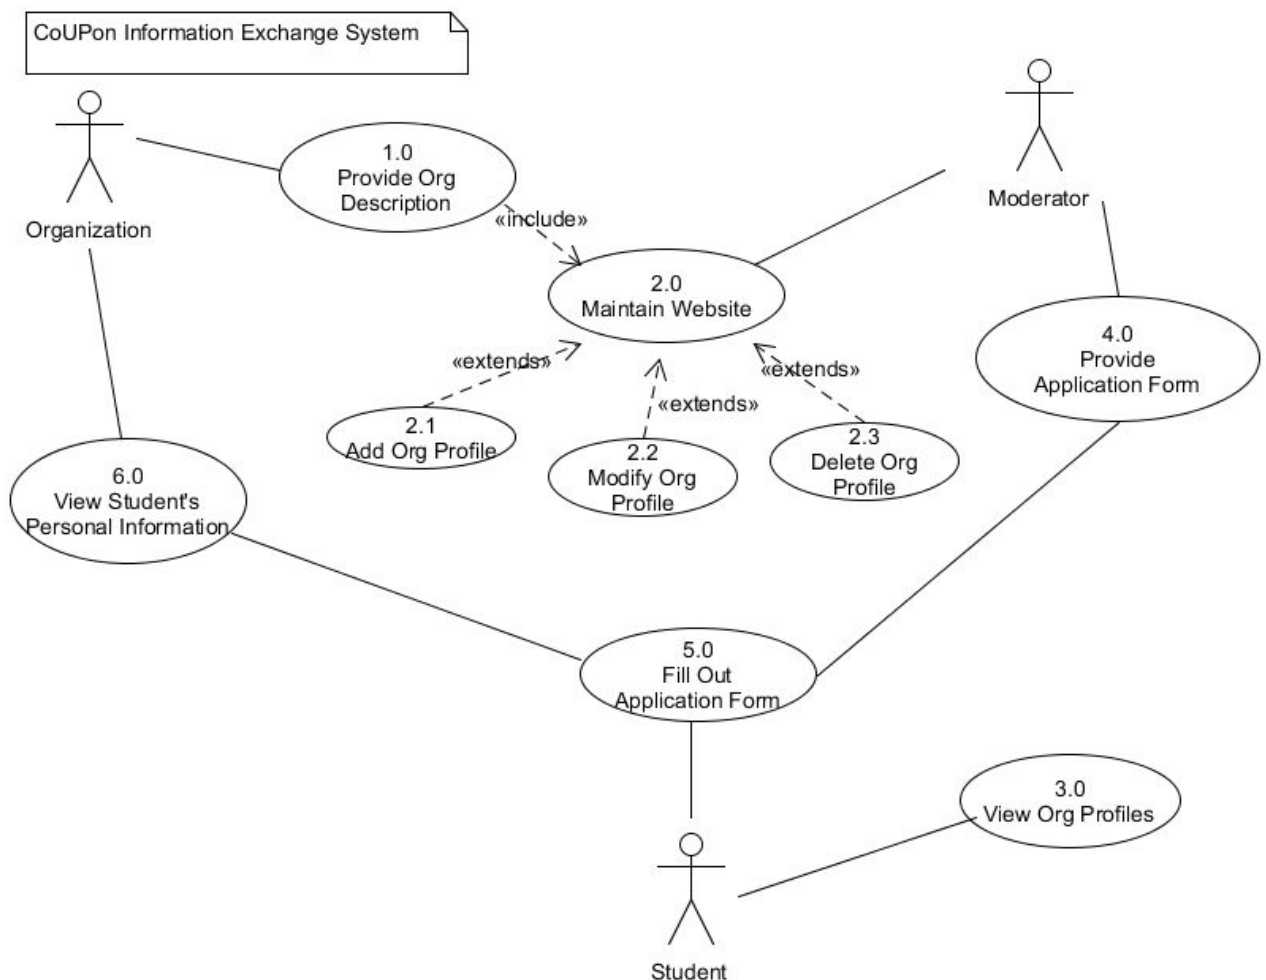 CoUPon Information Exchange System
Organization
1.0
Provide Org
Description
«include»
Moderator
2.0
Maintain Website
«extends»
«extends»
«extends»
2.1
Add Org Profile
2.2
Modify Org
Profile
2.3
Delete Org
Profile
4.0
Provide
Application Form
6.0
View Student's
Personal Information
5.0
Fill Out
Application Form
3.0
View Org Profiles
Student